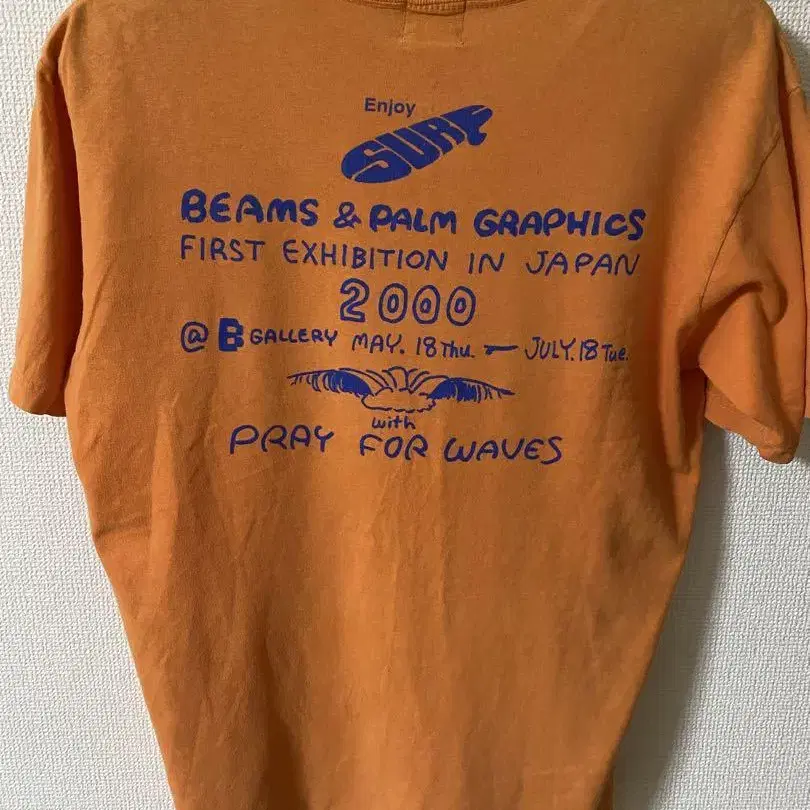 Enjoy
SURF
BEAMS & PALM GRAPHICS
FIRST EXHIBITION IN JAPAN
2000
@ B GALLERY MAY. 18 Thu. — JULY. 18 Tue.
with
PRAY FOR WAVES